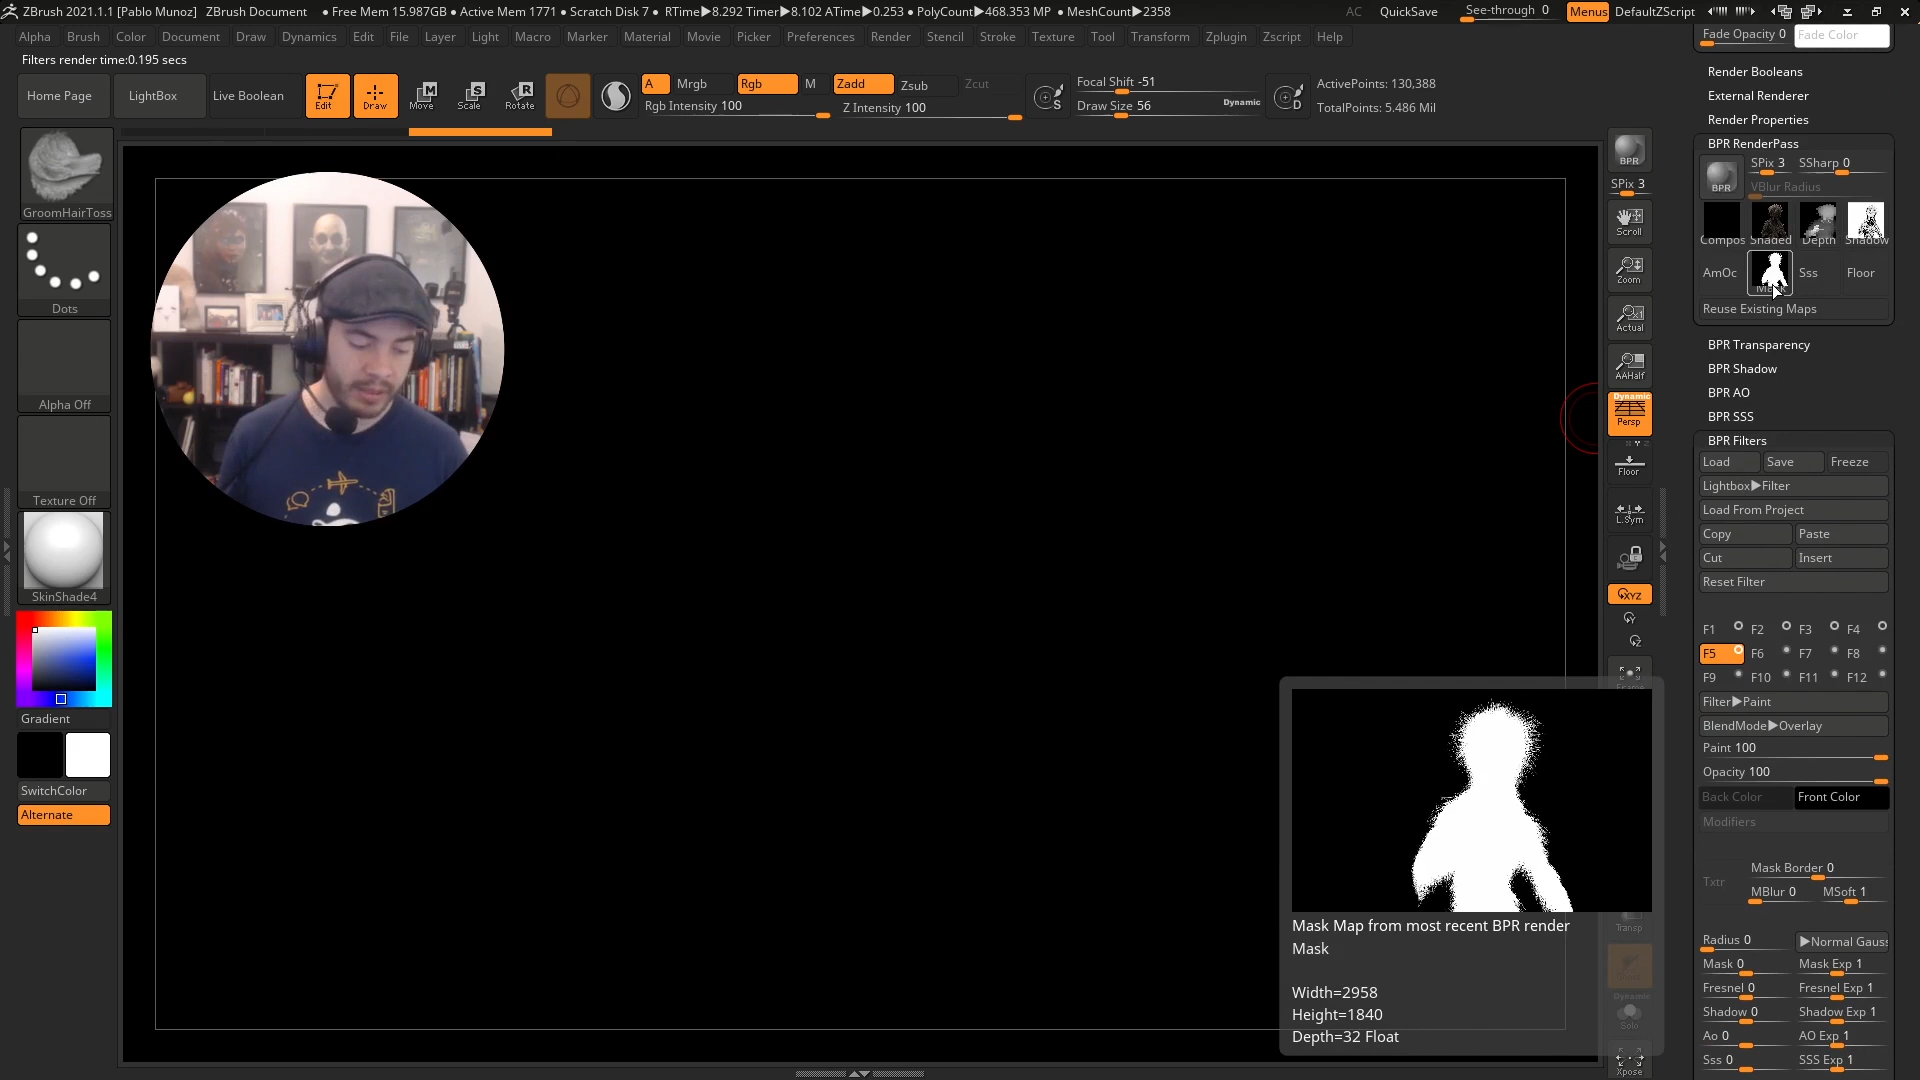 ZBrush 2021.1.1 [Pablo Munoz] ZBrush Document • Free Mem 15.987GB • Active Mem 1771 • Scratch Disk 7 • RTime▶8.292 Timer▶8.102 ATime▶0.253 • PolyCount▶468.353 MP • MeshCount▶2358 AC QuickSave See-through 0 Menus DefaultZScript
Alpha Brush Color Document Draw Dynamics Edit File Layer Light Macro Marker Material Movie Picker Preferences Render Stencil Stroke Texture Tool Transform Zplugin Zscript Help
Filters render time:0.195 secs
Home Page LightBox Live Boolean Edit Draw Move Scale Rotate
A Mrgb Rgb M Zadd Zsub Zcut
Rgb Intensity 100 Z Intensity 100
Focal Shift -51
Draw Size 56 Dynamic
ActivePoints: 130,388
TotalPoints: 5.486 Mil
GroomHairToss
Dots
Alpha Off
Texture Off
SkinShade4
Gradient
SwitchColor
Alternate
BPR
SPix 3
Scroll
Zoom
Actual
AAHalf
Dynamic
Persp
Floor
L.Sym
XYZ
Frame
Transp
Dynamic
Solo
Xpose
Mask Map from most recent BPR render
Mask
Width=2958
Height=1840
Depth=32 Float
Fade Opacity 0 Fade Color
Render Booleans
External Renderer
Render Properties
BPR RenderPass
BPR SPix 3 SSharp 0
VBlur Radius
Compos Shaded Depth Shadow
AmOc Mask Sss Floor
Reuse Existing Maps
BPR Transparency
BPR Shadow
BPR AO
BPR SSS
BPR Filters
Load Save Freeze
Lightbox▶Filter
Load From Project
Copy Paste
Cut Insert
Reset Filter
F1 F2 F3 F4
F5 F6 F7 F8
F9 F10 F11 F12
Filter▶Paint
BlendMode▶Overlay
Paint 100
Opacity 100
Back Color Front Color
Modifiers
Txtr Mask Border 0
MBlur 0 MSoft 1
Radius 0 ▶Normal Gauss
Mask 0 Mask Exp 1
Fresnel 0 Fresnel Exp 1
Shadow 0 Shadow Exp 1
Ao 0 AO Exp 1
Sss 0 SSS Exp 1